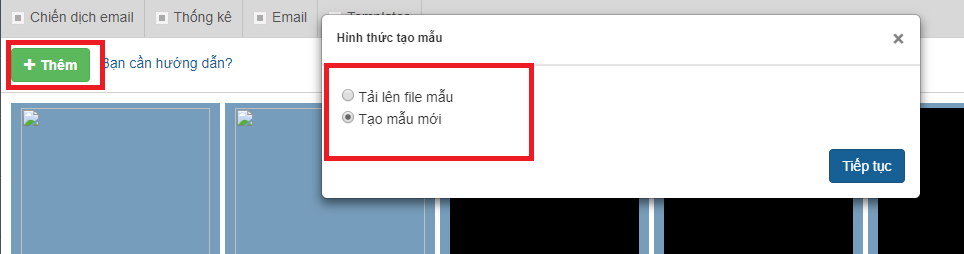 Chiến dịch email
Thống kê
Email
Templates
Hình thức tạo mẫu
×
+ Thêm
Bạn cần hướng dẫn?
Tải lên file mẫu
Tạo mẫu mới
Tiếp tục